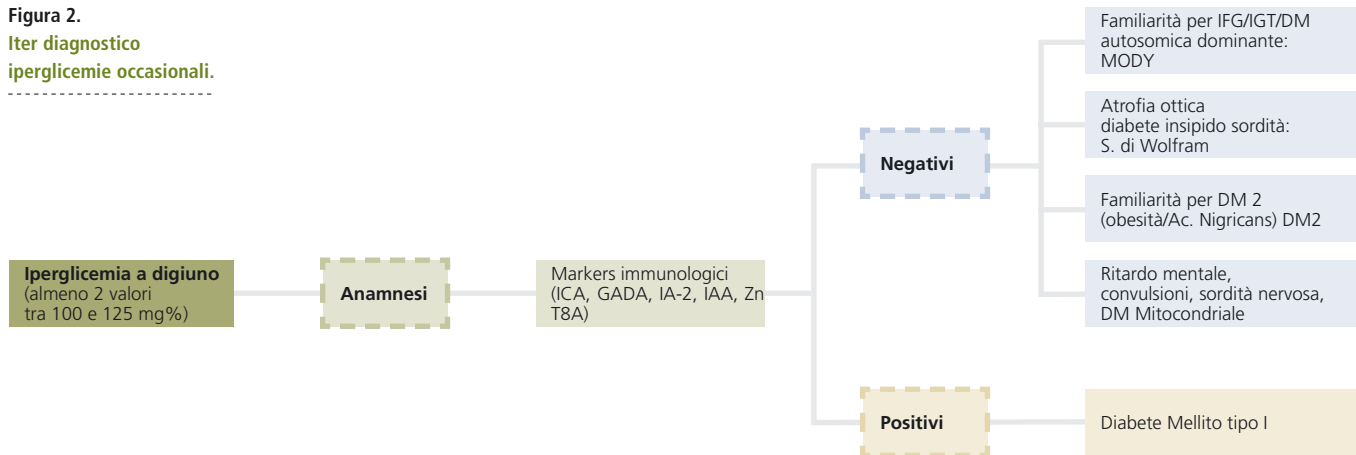 Figura 2.
Iter diagnostico
iperglicemie occasionali.
Iperglicemia a digiuno
(almeno 2 valori
tra 100 e 125 mg%)
Anamnesi
Markers immunologici
(ICA, GADA, IA-2, IAA, Zn
T8A)
Negativi
Familiarità per IFG/IGT/DM
autosomica dominante:
MODY
Atrofia ottica
diabete insipido sordità:
S. di Wolfram
Familiarità per DM 2
(obesità/Ac. Nigricans) DM2
Ritardo mentale,
convulsioni, sordità nervosa,
DM Mitocondriale
Positivi
Diabete Mellito tipo I